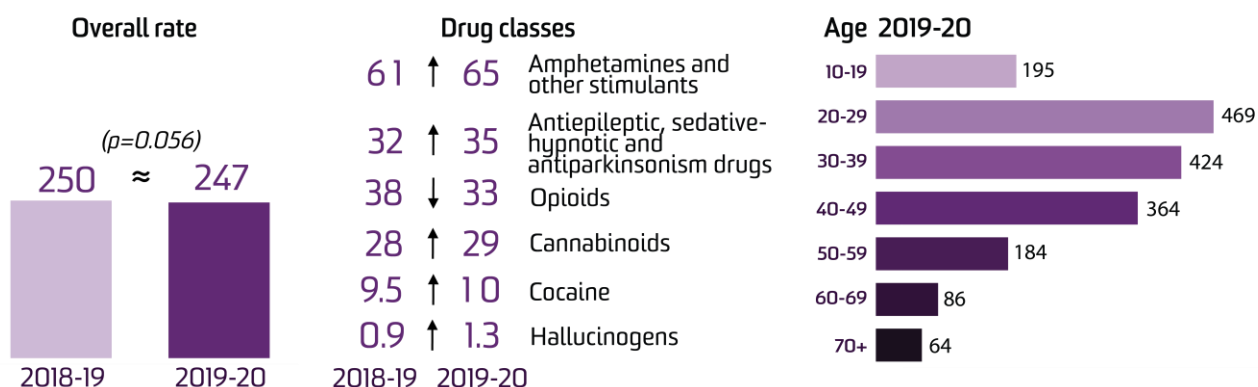 Overall rate
(p=0.056)
250 ≈ 247
2018-19 2019-20
Drug classes
61 ↑ 65 Amphetamines and
other stimulants
32 ↑ 35 Antiepileptic, sedative-
hypnotic and
antiparkinsonism drugs
38 ↓ 33 Opioids
28 ↑ 29 Cannabinoids
9.5 ↑ 10 Cocaine
0.9 ↑ 1.3 Hallucinogens
2018-19 2019-20
Age 2019-20
10-19 195
20-29 469
30-39 424
40-49 364
50-59 184
60-69 86
70+ 64